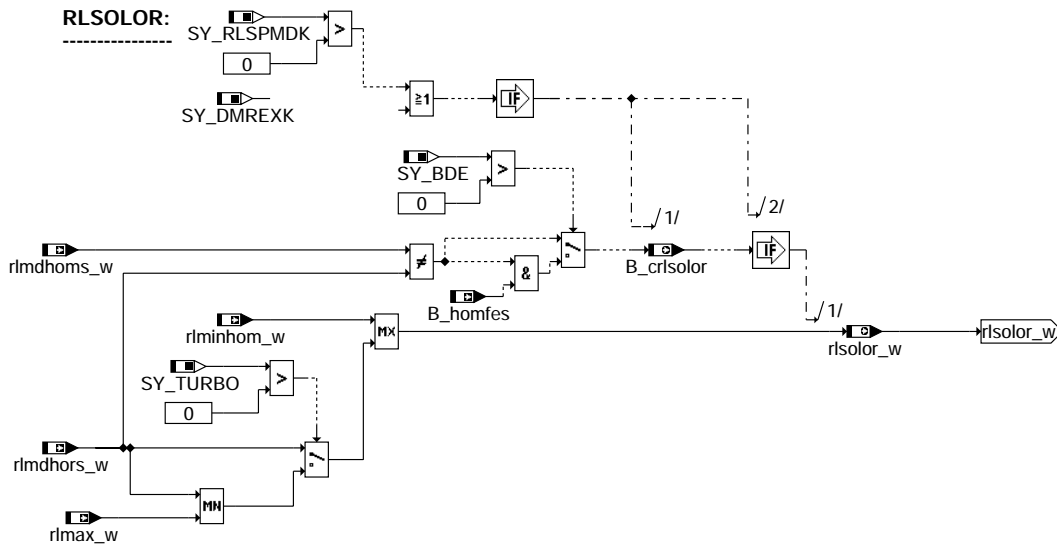 RLSOLOR:
SY_RLSPMDK
>
0
SY_DMREXK
≥1
IF
SY_BDE
>
0
/2/
/1/
rlmdhoms_w
≠
&
B_homfes
B_crlsolor
IF
/1/
rlminhom_w
MX
rlsolor_w
rlsolor_w
SY_TURBO
>
0
rlmdhors_w
MN
rlmax_w